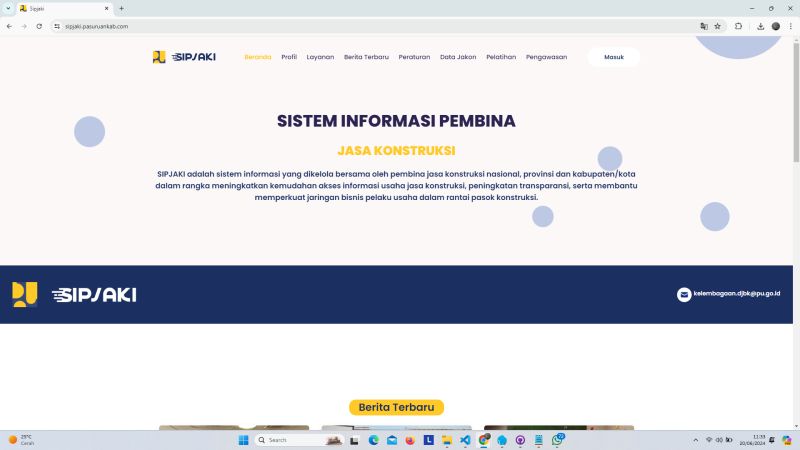 Sipjaki
sipjaki.pasuruankab.com
SIPJAKI
Beranda Profil Layanan Berita Terbaru Peraturan Data Jakon Pelatihan Pengawasan Masuk
SISTEM INFORMASI PEMBINA
JASA KONSTRUKSI
SIPJAKI adalah sistem informasi yang dikelola bersama oleh pembina jasa konstruksi nasional, provinsi dan kabupaten/kota
dalam rangka meningkatkan kemudahan akses informasi usaha jasa konstruksi, peningkatan transparansi, serta membantu
memperkuat jaringan bisnis pelaku usaha dalam rantai pasok konstruksi.
SIPJAKI
kelembagaan.djbk@pu.go.id
Berita Terbaru
29°C
Cerah
Search
11:33
20/06/2024